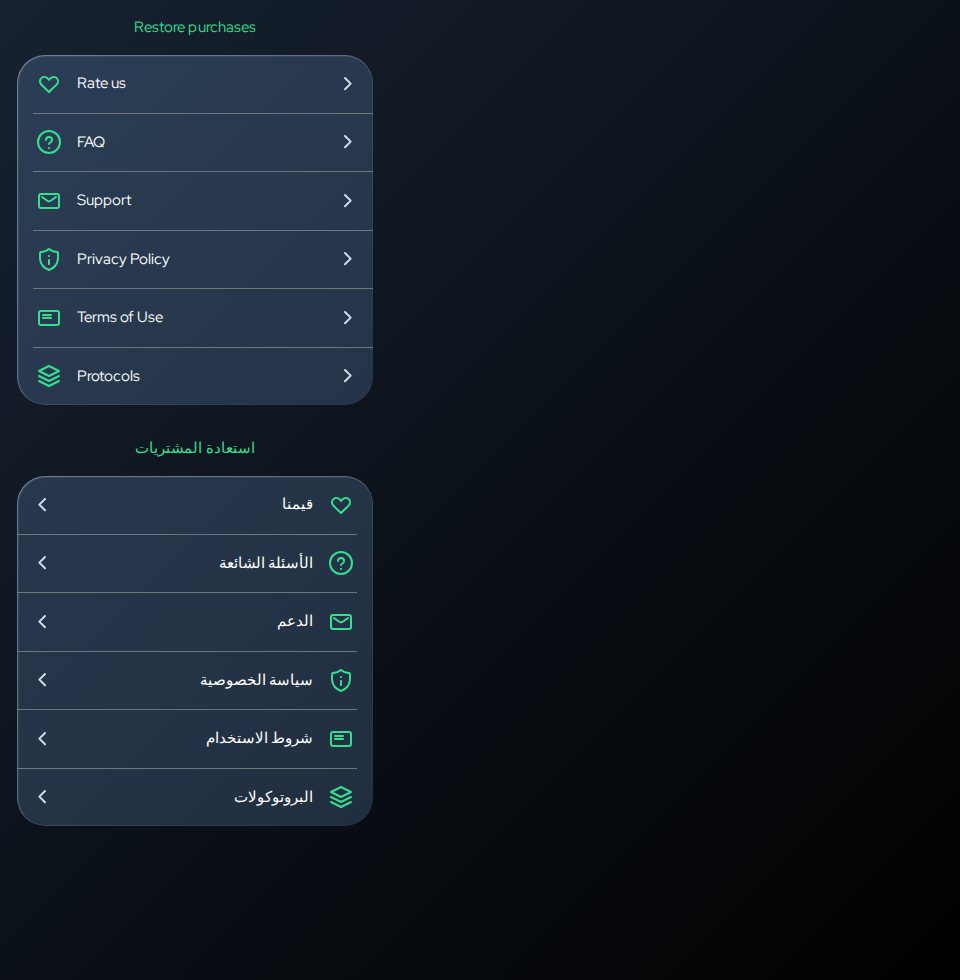 Restore purchases
Rate us
FAQ
Support
Privacy Policy
Terms of Use
Protocols
استعادة المشتريات
قيمنا
الأسئلة الشائعة
الدعم
سياسة الخصوصية
شروط الاستخدام
البروتوكولات